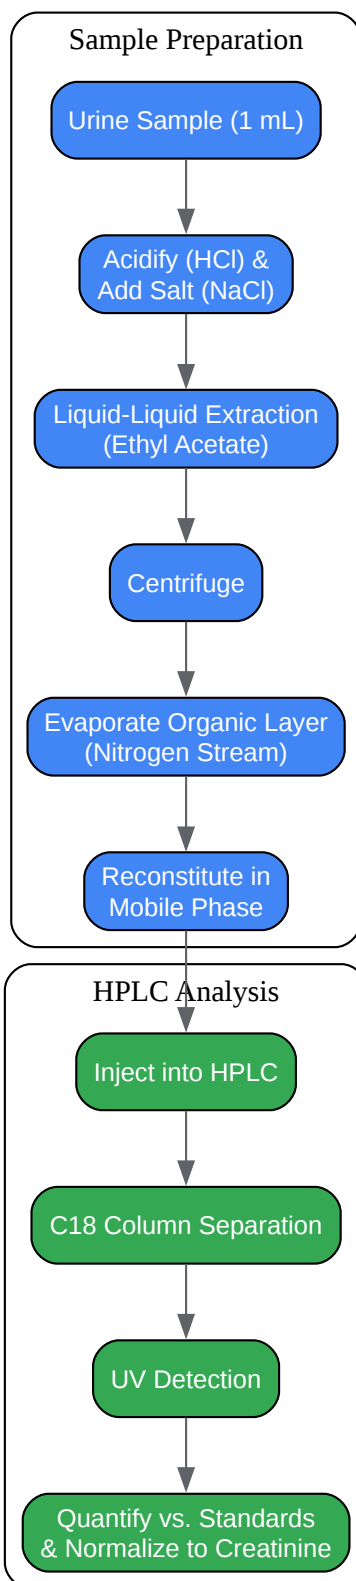 Sample Preparation
Urine Sample (1 mL)
Acidify (HCl) &
Add Salt (NaCl)
Liquid-Liquid Extraction
(Ethyl Acetate)
Centrifuge
Evaporate Organic Layer
(Nitrogen Stream)
Reconstitute in
Mobile Phase
HPLC Analysis
Inject into HPLC
C18 Column Separation
UV Detection
Quantify vs. Standards
& Normalize to Creatinine